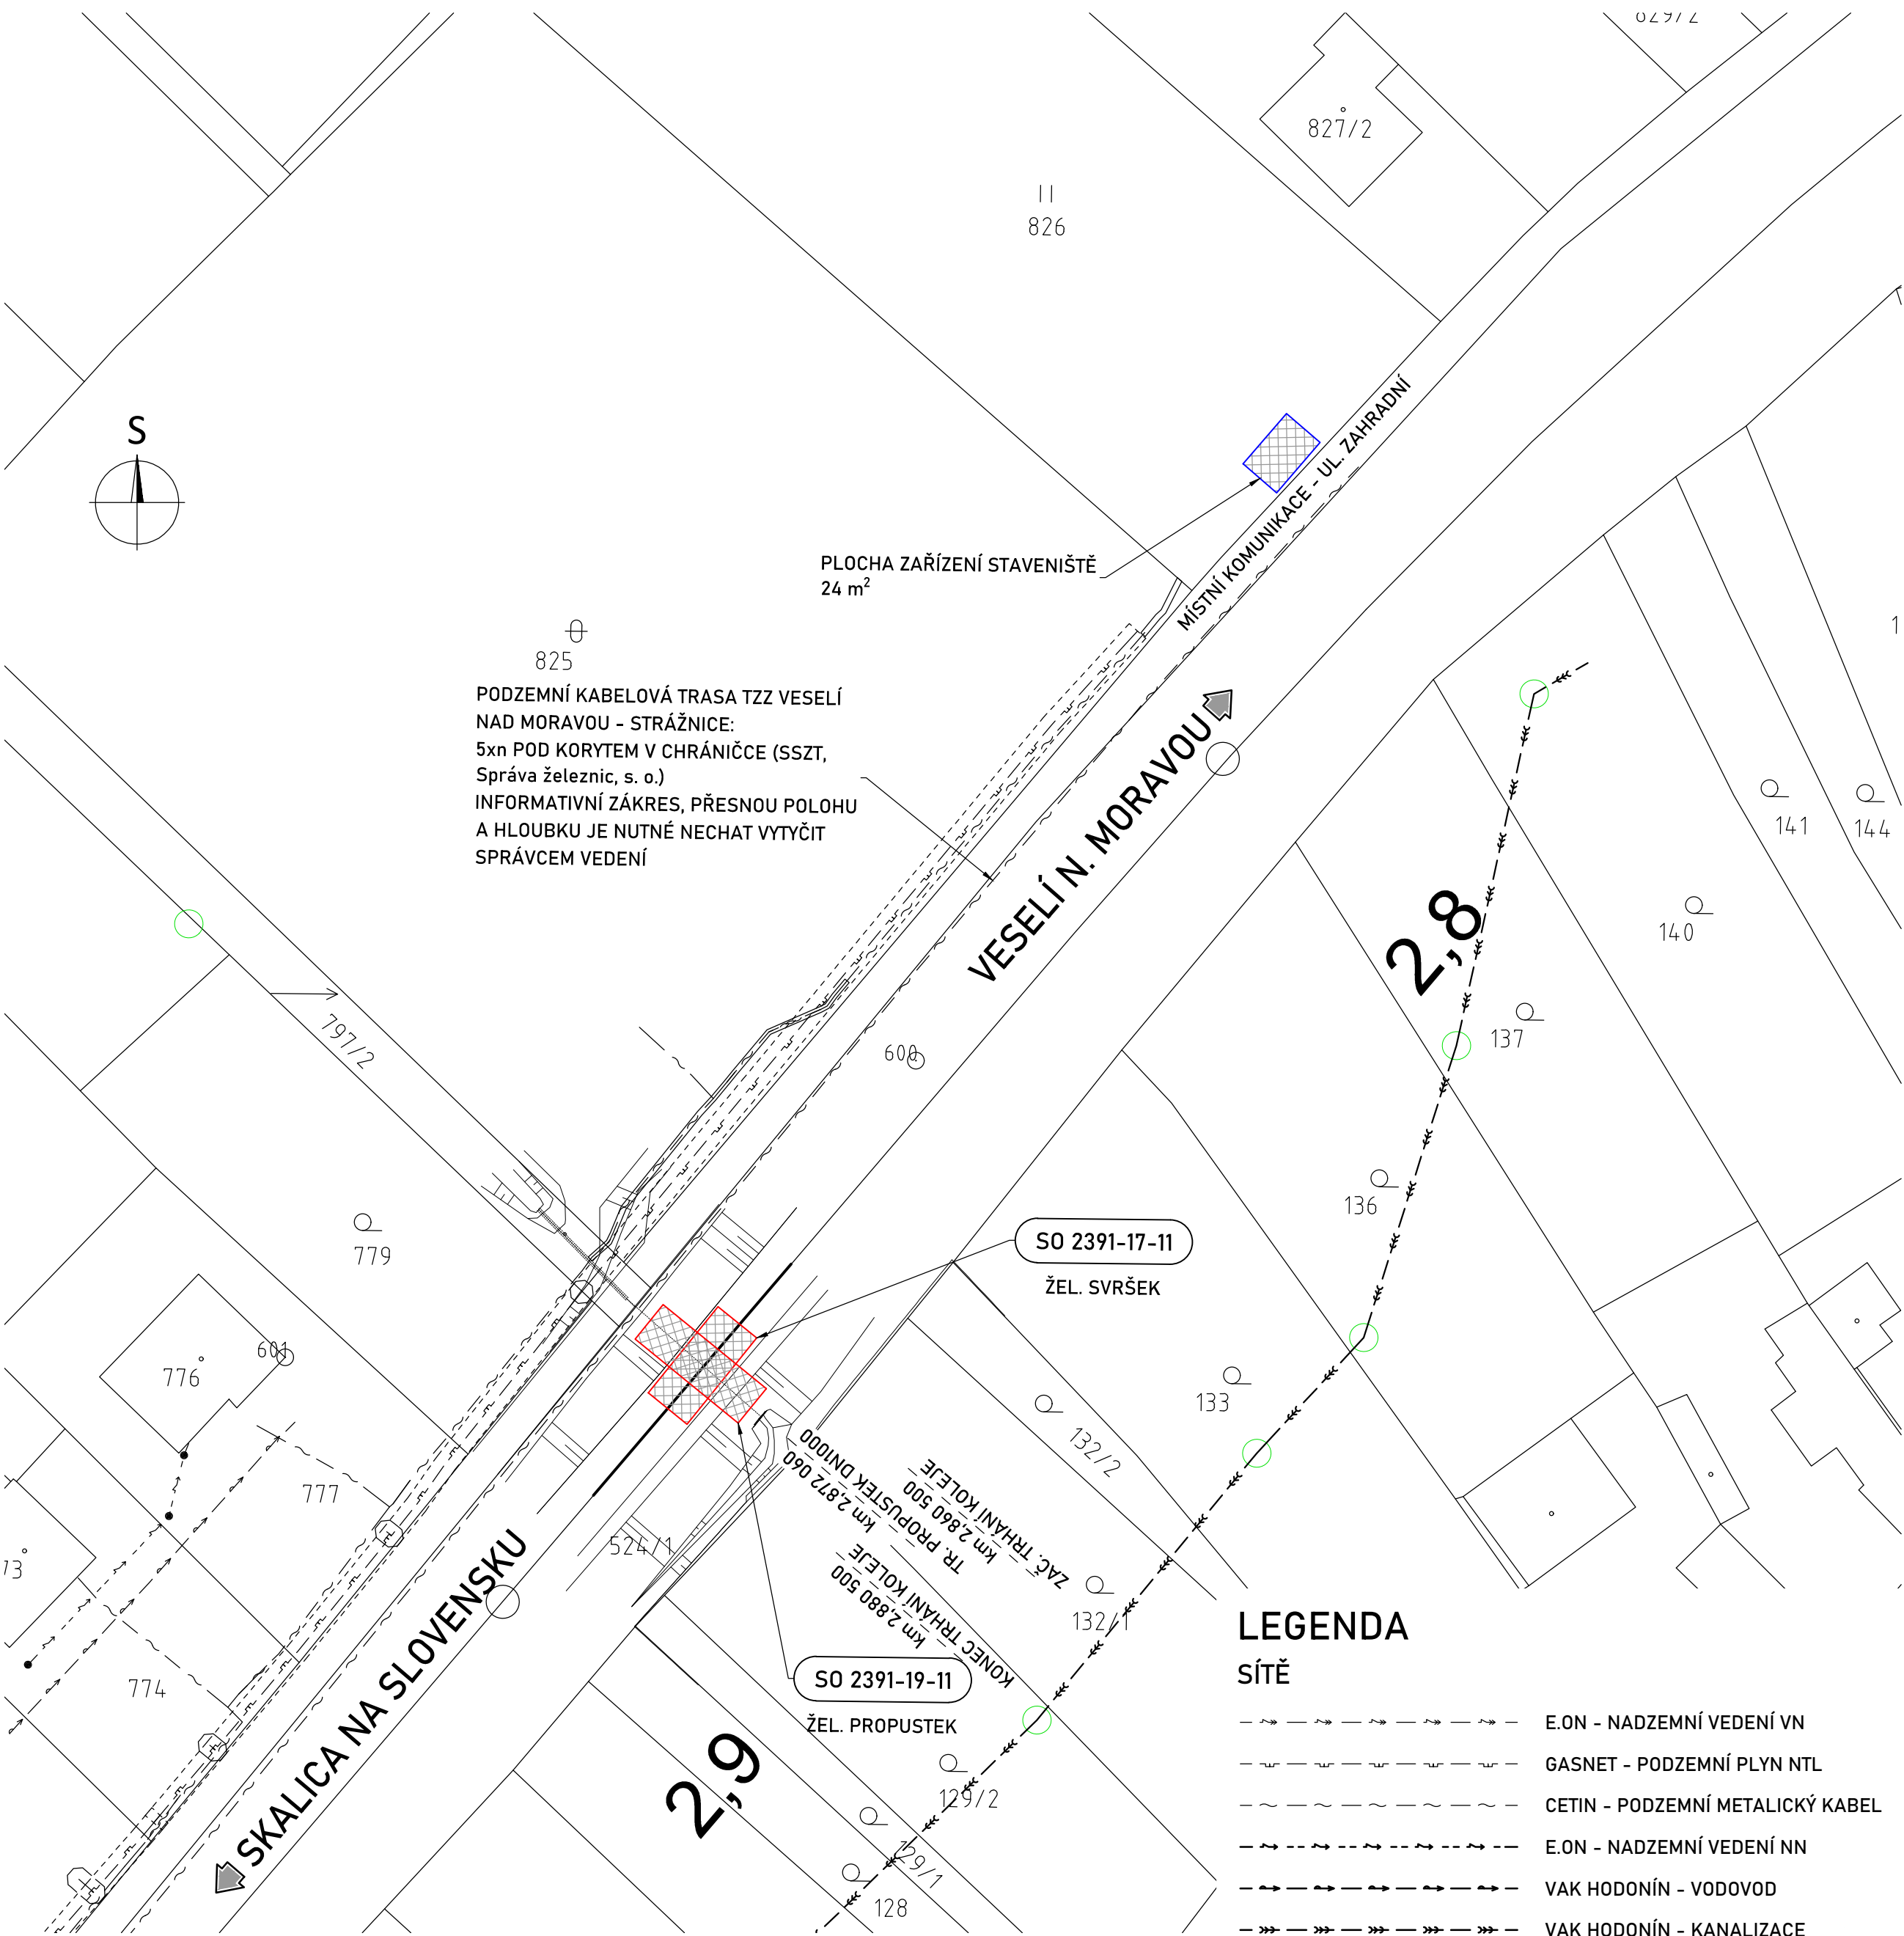 829/2
827/2
826
S
MÍSTNÍ KOMUNIKACE - UL. ZAHRADNÍ
PLOCHA ZAŘÍZENÍ STAVENIŠTĚ
24 m²
825
PODZEMNÍ KABELOVÁ TRASA TZZ VESELÍ
NAD MORAVOU - STRÁŽNICE:
5xn POD KORYTEM V CHRÁNIČCE (SSZT,
Správa železnic, s. o.)
INFORMATIVNÍ ZÁKRES, PŘESNOU POLOHU
A HLOUBKU JE NUTNÉ NECHAT VYTYČIT
SPRÁVCEM VEDENÍ
VESELÍ N. MORAVOU
141
144
140
2,8
137
797/2
600
136
779
SO 2391-17-11
ŽEL. SVRŠEK
601
776
133
132/2
777
524/1
ZAČ. TRHÁNÍ KOLEJE
km 2,860 500
TR. PROPUSTEK DN1000
km 2,872 060
KONEC TRHÁNÍ KOLEJE
km 2,880 500
132/1
774
SKALICA NA SLOVENSKU
SO 2391-19-11
ŽEL. PROPUSTEK
2,9
129/2
129/1
128
LEGENDA
SÍTĚ
E.ON - NADZEMNÍ VEDENÍ VN
GASNET - PODZEMNÍ PLYN NTL
CETIN - PODZEMNÍ METALICKÝ KABEL
E.ON - NADZEMNÍ VEDENÍ NN
VAK HODONÍN - VODOVOD
VAK HODONÍN - KANALIZACE